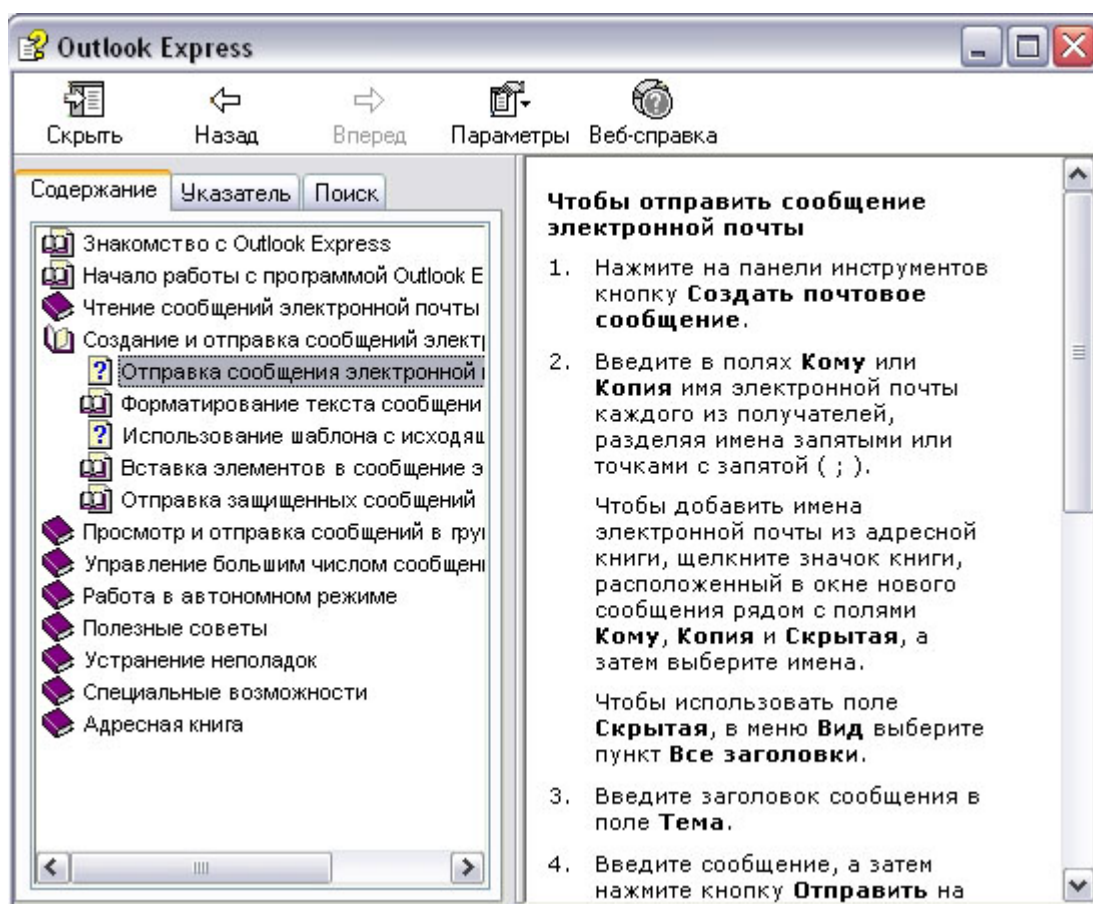 Outlook Express
Скрыть Назад Вперед Параметры Веб-справка
Содержание Указатель Поиск
Знакомство с Outlook Express
Начало работы с программой Outlook E
Чтение сообщений электронной почты
Создание и отправка сообщений элект
Отправка сообщения электронной
Форматирование текста сообщени
Использование шаблона с исходящ
Вставка элементов в сообщение э
Отправка защищенных сообщений
Просмотр и отправка сообщений в гру
Управление большим числом сообщен
Работа в автономном режиме
Полезные советы
Устранение неполадок
Специальные возможности
Адресная книга
Чтобы отправить сообщение
электронной почты
1. Нажмите на панели инструментов
кнопку Создать почтовое
сообщение.
2. Введите в полях Кому или
Копия имя электронной почты
каждого из получателей,
разделяя имена запятыми или
точками с запятой ( ; ).
Чтобы добавить имена
электронной почты из адресной
книги, щелкните значок книги,
расположенный в окне нового
сообщения рядом с полями
Кому, Копия и Скрытая, а
затем выберите имена.
Чтобы использовать поле
Скрытая, в меню Вид выберите
пункт Все заголовки.
3. Введите заголовок сообщения в
поле Тема.
4. Введите сообщение, а затем
нажмите кнопку Отправить на